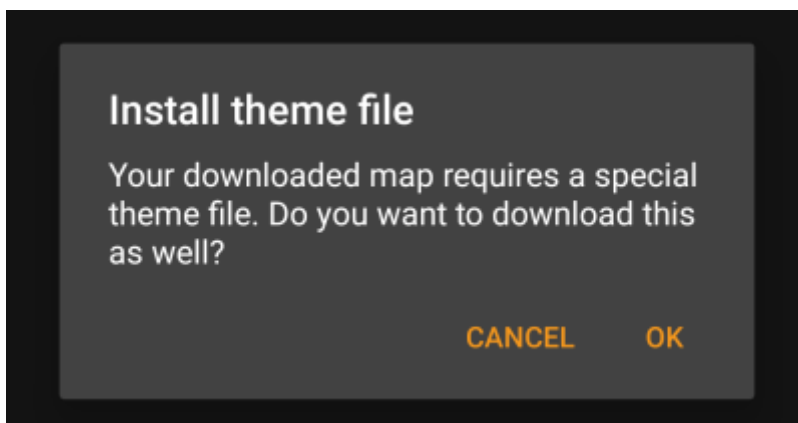 Install theme file
Your downloaded map requires a special
theme file. Do you want to download this
as well?
CANCEL OK